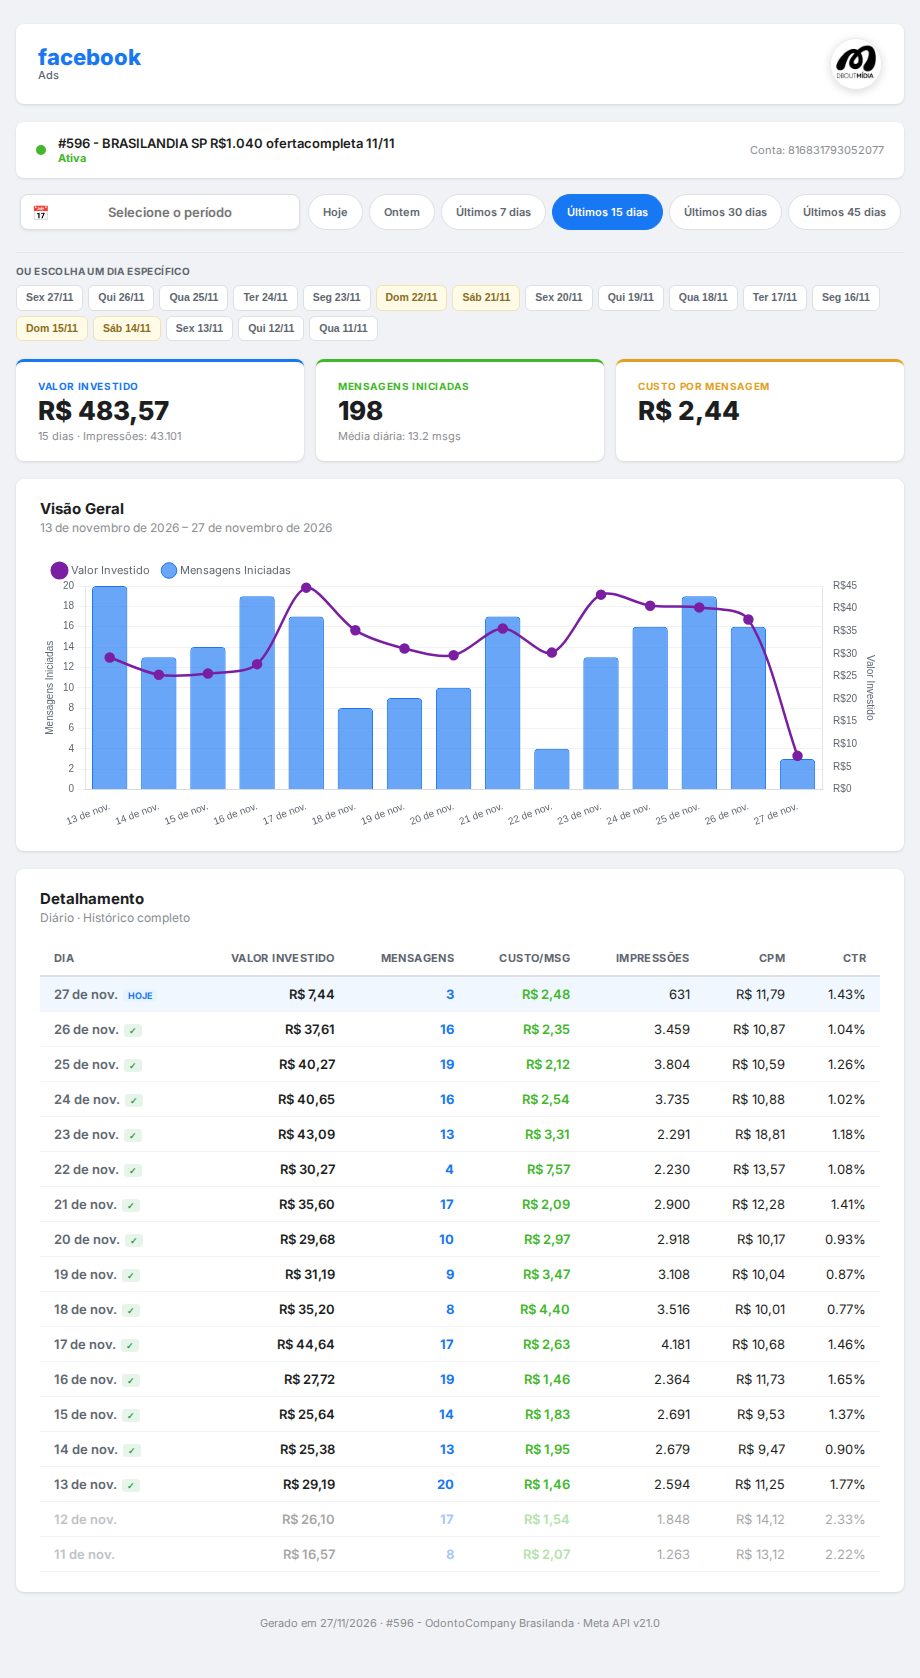 facebook
Ads
DBOUTMÍDIA
#596 - BRASILANDIA SP R$1.040 ofertacompleta 11/11
Ativa
Conta: 816831793052077
Selecione o período
Hoje
Ontem
Últimos 7 dias
Últimos 15 dias
Últimos 30 dias
Últimos 45 dias
OU ESCOLHA UM DIA ESPECÍFICO
Sex 27/11 Qui 26/11 Qua 25/11 Ter 24/11 Seg 23/11 Dom 22/11 Sáb 21/11 Sex 20/11 Qui 19/11 Qua 18/11 Ter 17/11 Seg 16/11
Dom 15/11 Sáb 14/11 Sex 13/11 Qui 12/11 Qua 11/11
VALOR INVESTIDO
R$ 483,57
15 dias · Impressões: 43.101
MENSAGENS INICIADAS
198
Média diária: 13.2 msgs
CUSTO POR MENSAGEM
R$ 2,44
Visão Geral
13 de novembro de 2026 – 27 de novembro de 2026
Valor Investido Mensagens Iniciadas
Mensagens Iniciadas
20
18
16
14
12
10
8
6
4
2
0
R$45
R$40
R$35
R$30
R$25
R$20
R$15
R$10
R$5
R$0
Valor Investido
13 de nov. 14 de nov. 15 de nov. 16 de nov. 17 de nov. 18 de nov. 19 de nov. 20 de nov. 21 de nov. 22 de nov. 23 de nov. 24 de nov. 25 de nov. 26 de nov. 27 de nov.
Detalhamento
Diário · Histórico completo
DIA VALOR INVESTIDO MENSAGENS CUSTO/MSG IMPRESSÕES CPM CTR
27 de nov. HOJE R$ 7,44 3 R$ 2,48 631 R$ 11,79 1.43%
26 de nov. ✓ R$ 37,61 16 R$ 2,35 3.459 R$ 10,87 1.04%
25 de nov. ✓ R$ 40,27 19 R$ 2,12 3.804 R$ 10,59 1.26%
24 de nov. ✓ R$ 40,65 16 R$ 2,54 3.735 R$ 10,88 1.02%
23 de nov. ✓ R$ 43,09 13 R$ 3,31 2.291 R$ 18,81 1.18%
22 de nov. ✓ R$ 30,27 4 R$ 7,57 2.230 R$ 13,57 1.08%
21 de nov. ✓ R$ 35,60 17 R$ 2,09 2.900 R$ 12,28 1.41%
20 de nov. ✓ R$ 29,68 10 R$ 2,97 2.918 R$ 10,17 0.93%
19 de nov. ✓ R$ 31,19 9 R$ 3,47 3.108 R$ 10,04 0.87%
18 de nov. ✓ R$ 35,20 8 R$ 4,40 3.516 R$ 10,01 0.77%
17 de nov. ✓ R$ 44,64 17 R$ 2,63 4.181 R$ 10,68 1.46%
16 de nov. ✓ R$ 27,72 19 R$ 1,46 2.364 R$ 11,73 1.65%
15 de nov. ✓ R$ 25,64 14 R$ 1,83 2.691 R$ 9,53 1.37%
14 de nov. ✓ R$ 25,38 13 R$ 1,95 2.679 R$ 9,47 0.90%
13 de nov. ✓ R$ 29,19 20 R$ 1,46 2.594 R$ 11,25 1.77%
12 de nov. R$ 26,10 17 R$ 1,54 1.848 R$ 14,12 2.33%
11 de nov. R$ 16,57 8 R$ 2,07 1.263 R$ 13,12 2.22%
Gerado em 27/11/2026 · #596 - OdontoCompany Brasilanda · Meta API v21.0